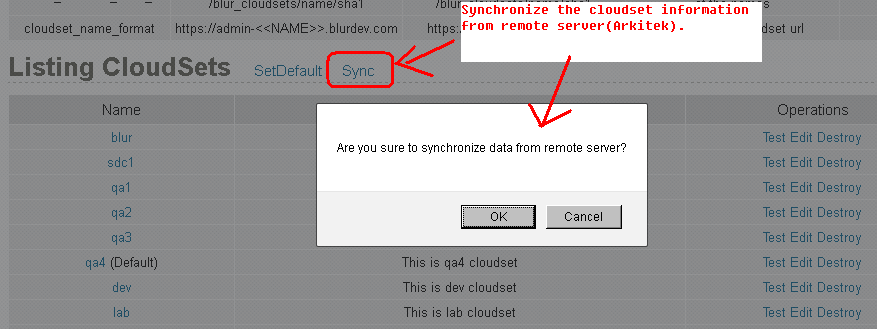 /blur_cloudsets/name/sha1
Synchronize the cloudset information
from remote server(Arkitek).
cloudset_name_format https://admin-<<NAME>>.blurdev.com https: dset url
Listing CloudSets SetDefault Sync
Name Operations
blur Test Edit Destroy
Are you sure to synchronize data from remote server?
sdc1 Test Edit Destroy
qa1 Test Edit Destroy
OK Cancel
qa2 Test Edit Destroy
qa3 Test Edit Destroy
qa4 (Default) This is qa4 cloudset Test Edit Destroy
dev This is dev cloudset Test Edit Destroy
lab This is lab cloudset Test Edit Destroy